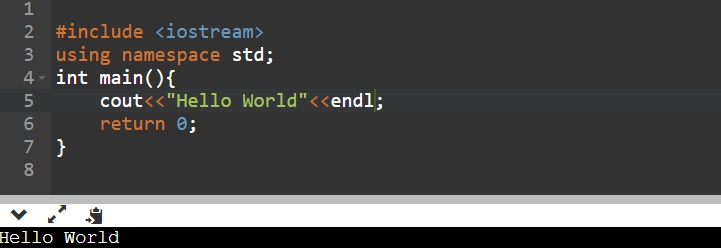 1
2 #include <iostream>
3 using namespace std;
4 int main(){
5     cout<<"Hello World"<<endl;
6     return 0;
7 }
8
Hello World